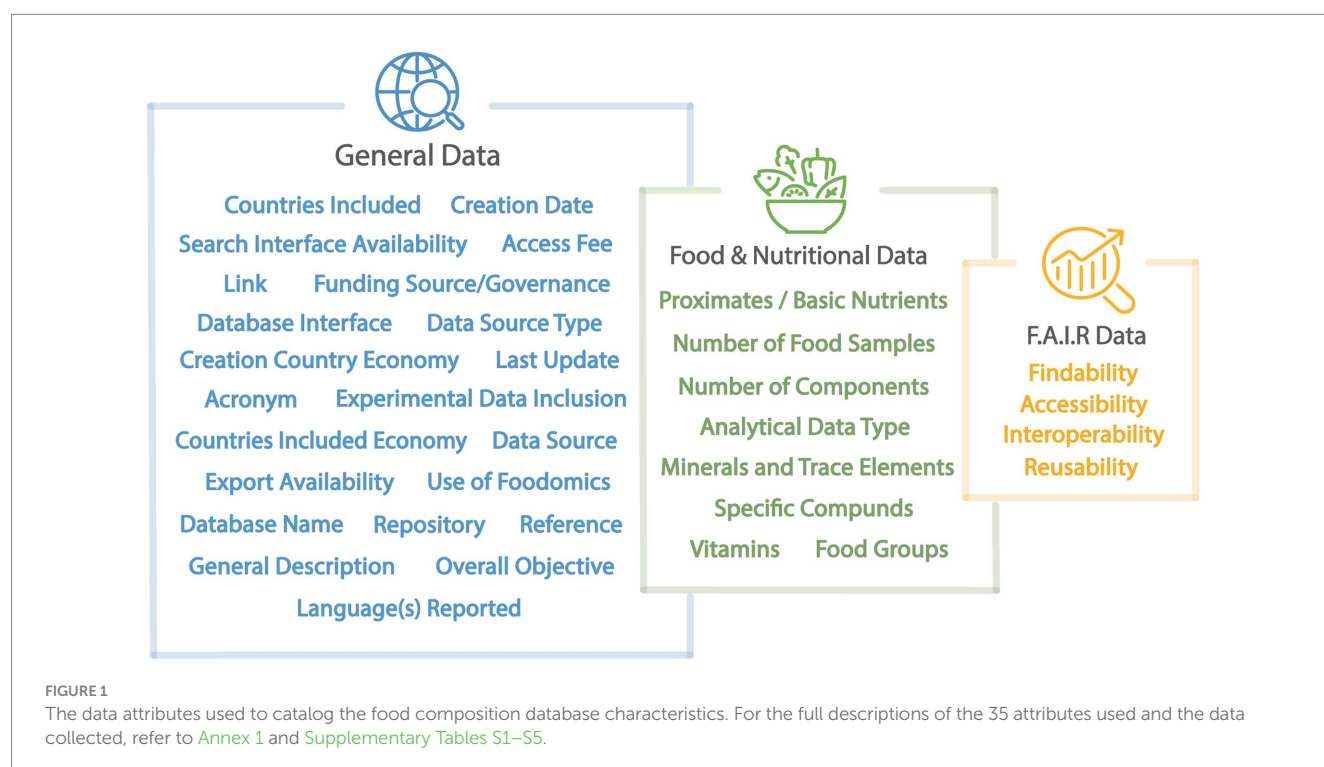 General Data
Countries Included Creation Date
Search Interface Availability Access Fee
Link Funding Source/Governance
Database Interface Data Source Type
Creation Country Economy Last Update
Acronym Experimental Data Inclusion
Countries Included Economy Data Source
Export Availability Use of Foodomics
Database Name Repository Reference
General Description Overall Objective
Language(s) Reported
Food & Nutritional Data
Proximates / Basic Nutrients
Number of Food Samples
Number of Components
Analytical Data Type
Minerals and Trace Elements
Specific Compunds
Vitamins Food Groups
F.A.I.R Data
Findability
Accessibility
Interoperability
Reusability
FIGURE 1
The data attributes used to catalog the food composition database characteristics. For the full descriptions of the 35 attributes used and the data
collected, refer to Annex 1 and Supplementary Tables S1–S5.